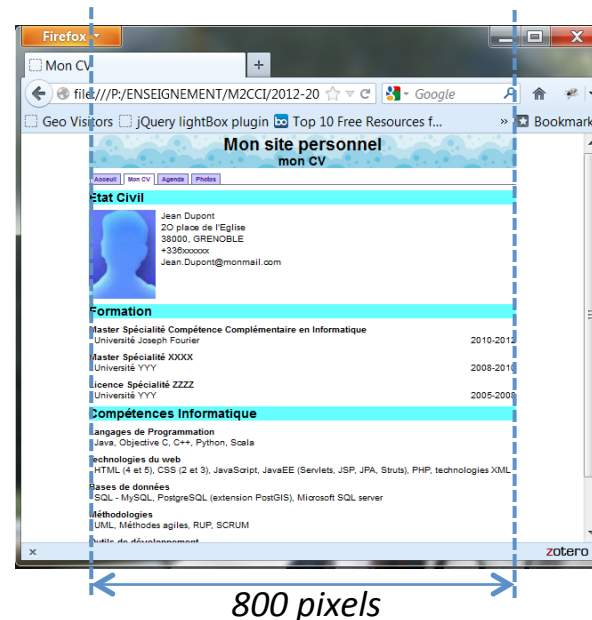 Firefox
Mon CV
+
file:///P:/ENSEIGNEMENT/M2CCI/2012-20
Google
Geo Visitors jQuery lightBox plugin bo Top 10 Free Resources f... » Bookmark
Mon site personnel
mon CV
Acoeuil Mon CV Agenda Photos
Etat Civil
Jean Dupont
2O place de l'Eglise
38000, GRENOBLE
+336xxxxxx
Jean.Dupont@monmail.com
Formation
Master Spécialité Compétence Complémentaire en Informatique
Université Joseph Fourier 2010-2012
Master Spécialité XXXX
Université YYY 2008-2010
Licence Spécialité ZZZZ
Université YYY 2005-2008
Compétences Informatique
Langages de Programmation
Java, Objective C, C++, Python, Scala
Technologies du web
HTML (4 et 5), CSS (2 et 3), JavaScript, JavaEE (Servlets, JSP, JPA, Struts), PHP, technologies XML
Bases de données
SQL - MySQL, PostgreSQL (extension PostGIS), Microsoft SQL server
Méthodologies
UML, Méthodes agiles, RUP, SCRUM
Outils de développement
× zotero
800 pixels